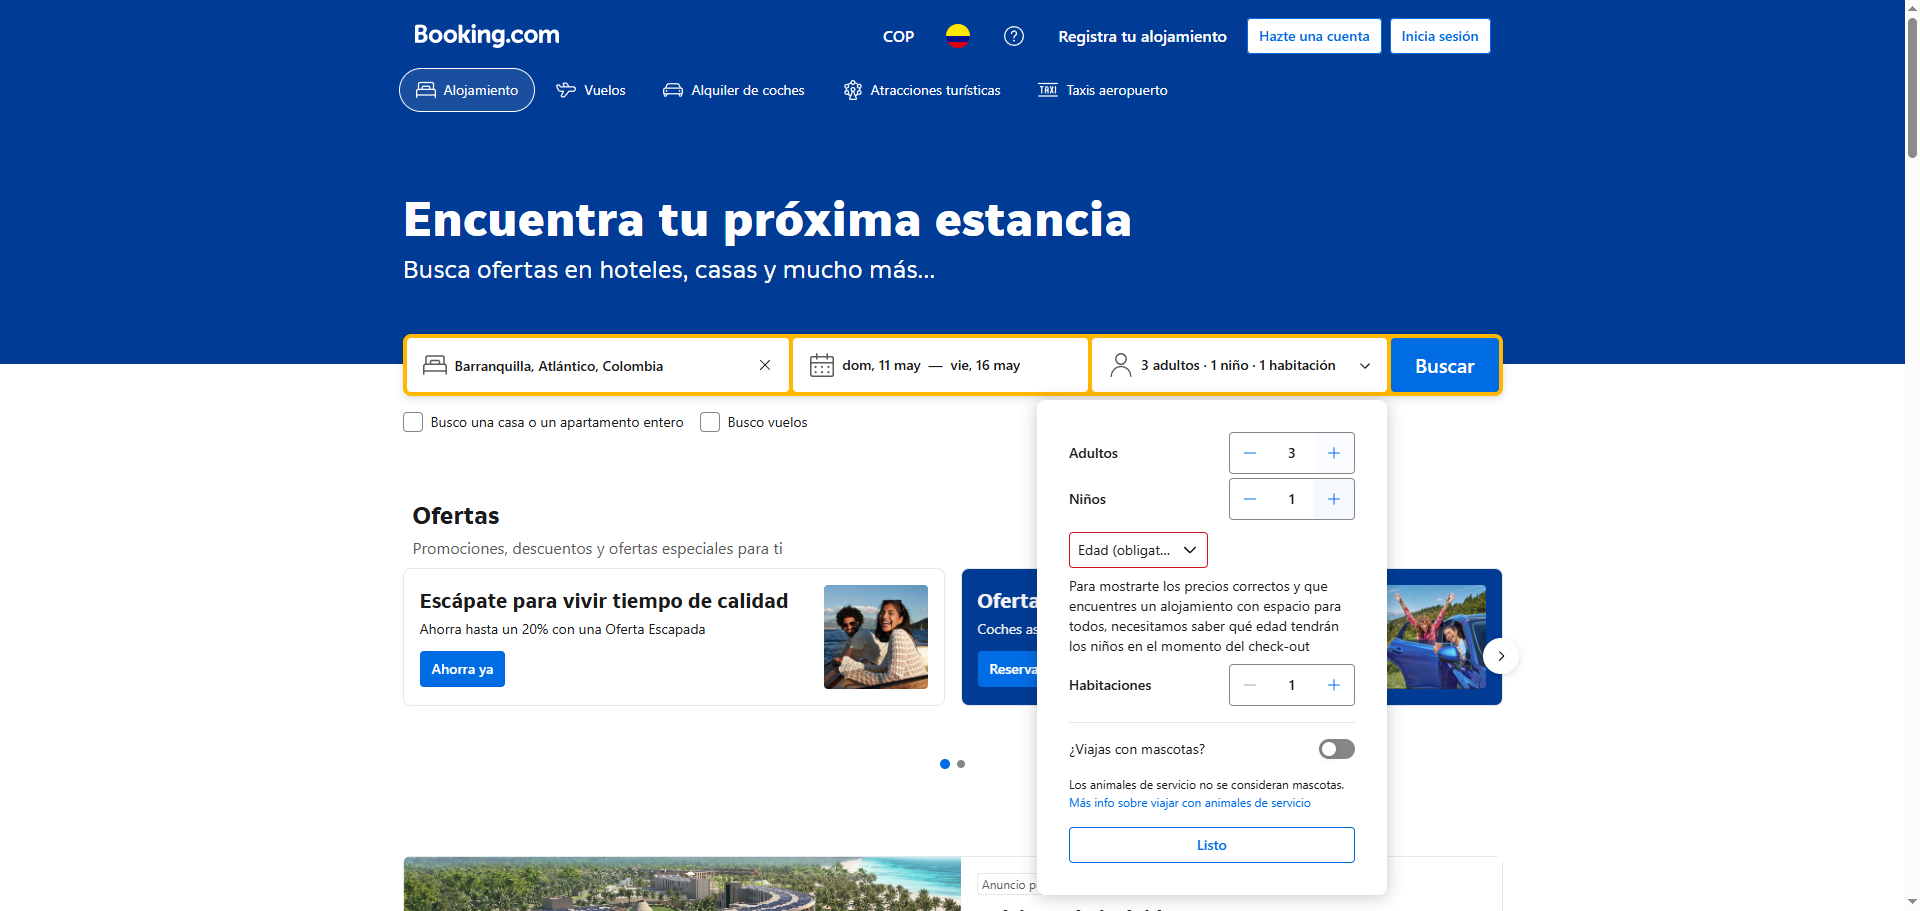 Booking.com
COP
Registra tu alojamiento
Hazte una cuenta
Inicia sesión
Alojamiento
Vuelos
Alquiler de coches
Atracciones turísticas
TAXI
Taxis aeropuerto
Encuentra tu próxima estancia
Busca ofertas en hoteles, casas y mucho más...
Barranquilla, Atlántico, Colombia
dom, 11 may — vie, 16 may
3 adultos · 1 niño · 1 habitación
Buscar
Busco una casa o un apartamento entero
Busco vuelos
Adultos
3
Niños
1
Edad (obligat...
Para mostrarte los precios correctos y que
encuentres un alojamiento con espacio para
todos, necesitamos saber qué edad tendrán
los niños en el momento del check-out
Habitaciones
1
¿Viajas con mascotas?
Los animales de servicio no se consideran mascotas.
Más info sobre viajar con animales de servicio
Listo
Ofertas
Promociones, descuentos y ofertas especiales para ti
Escápate para vivir tiempo de calidad
Ahorra hasta un 20% con una Oferta Escapada
Ahorra ya
Oferta
Coches as
Reserva
Anuncio p